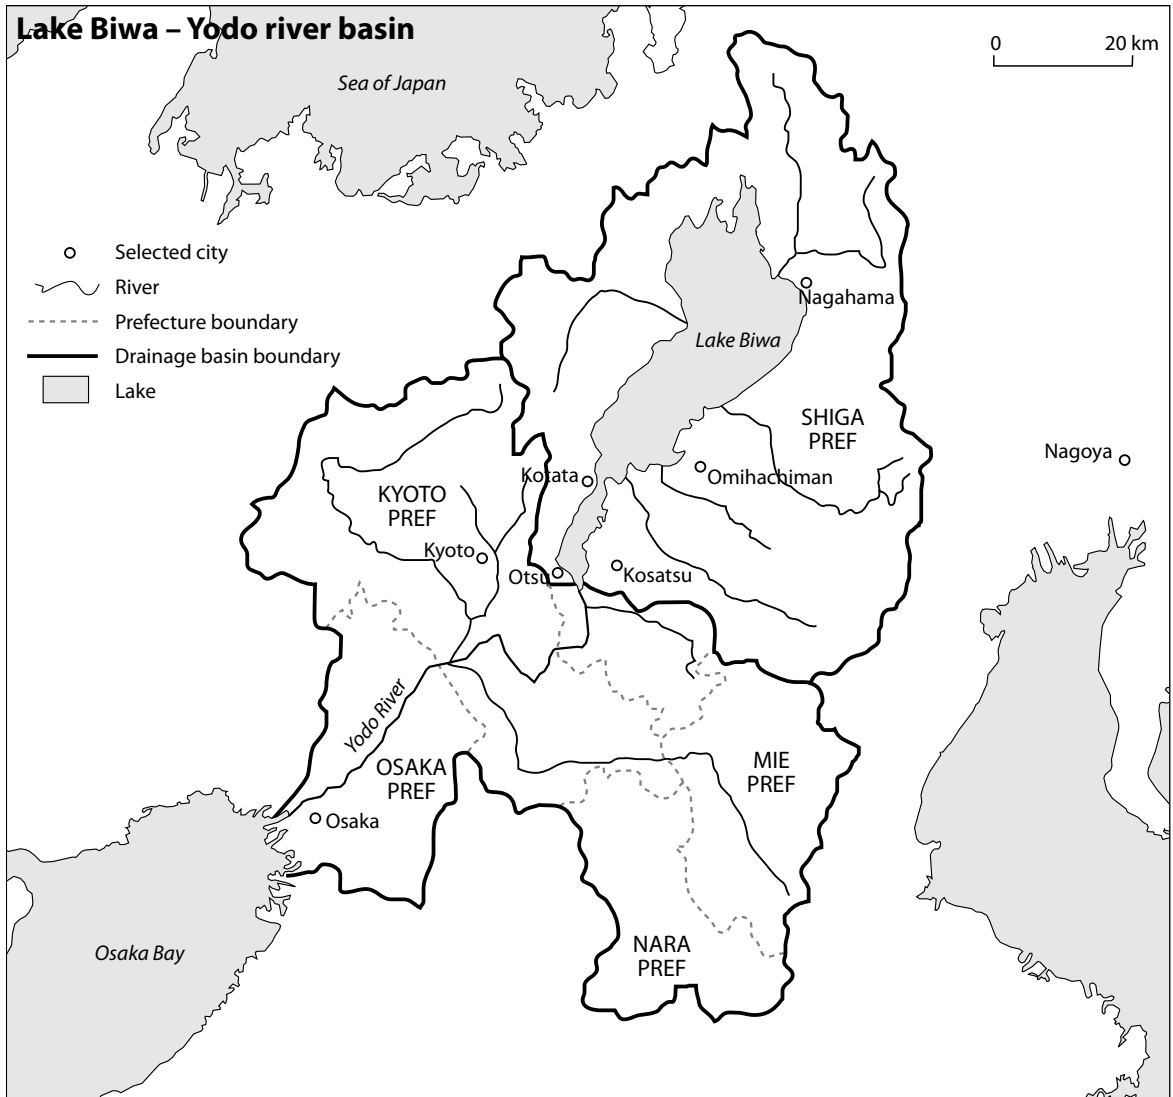 Lake Biwa – Yodo river basin
0 20 km
Sea of Japan
Selected city
River
Prefecture boundary
Drainage basin boundary
Lake
Nagahama
Lake Biwa
SHIGA
PREF
Nagoya
Kotata
Omihachiman
KYOTO
PREF
Kyoto
Otsu
Kosatsu
Yodo River
OSAKA
PREF
MIE
PREF
Osaka
NARA
PREF
Osaka Bay